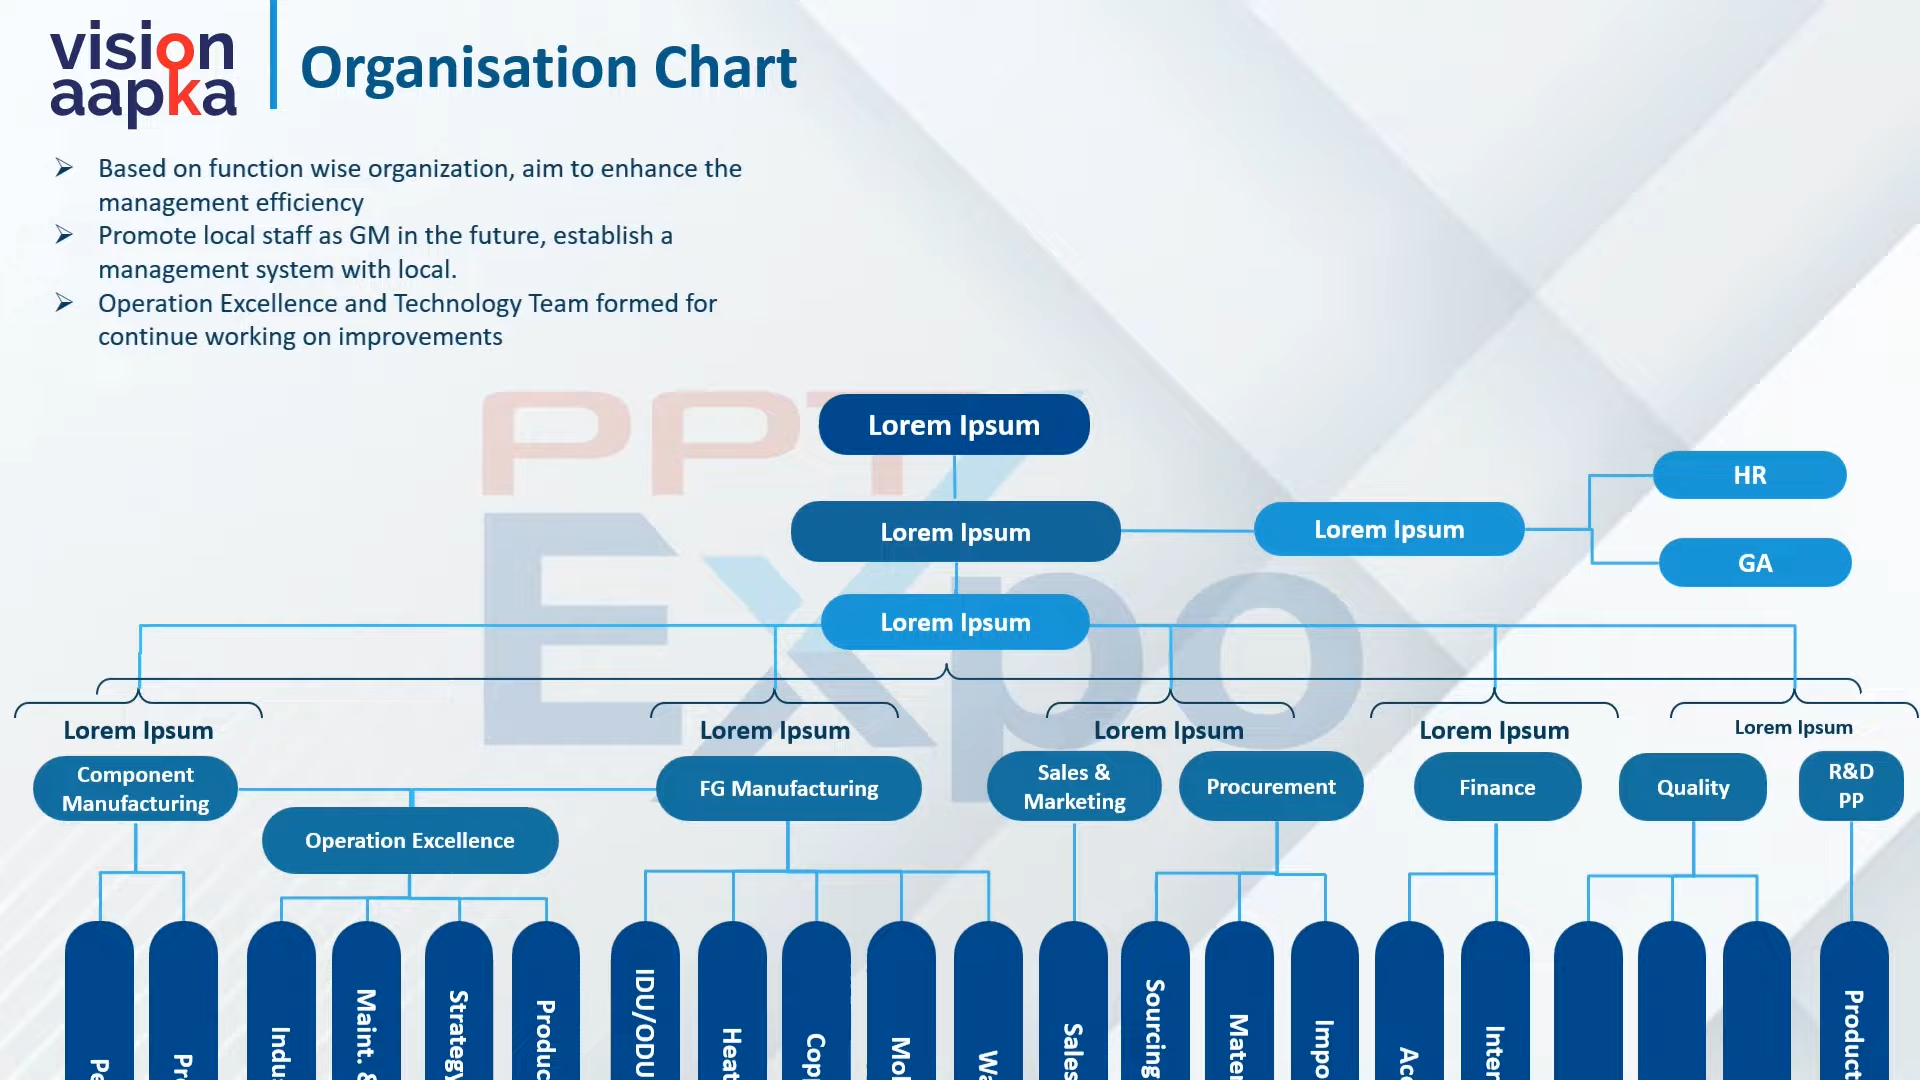 vision
aapka
Organisation Chart
➢ Based on function wise organization, aim to enhance the
management efficiency
➢ Promote local staff as GM in the future, establish a
management system with local.
➢ Operation Excellence and Technology Team formed for
continue working on improvements
PPT
Expo
Lorem Ipsum
HR
Lorem Ipsum
Lorem Ipsum
GA
Lorem Ipsum
Lorem Ipsum
Lorem Ipsum
Lorem Ipsum
Lorem Ipsum
Lorem Ipsum
Component
Manufacturing
FG Manufacturing
Sales &
Marketing
Procurement
Finance
Quality
R&D
PP
Operation Excellence
IDU/ODU
Maint. &
Strategy
Sourcing
Sales
Product